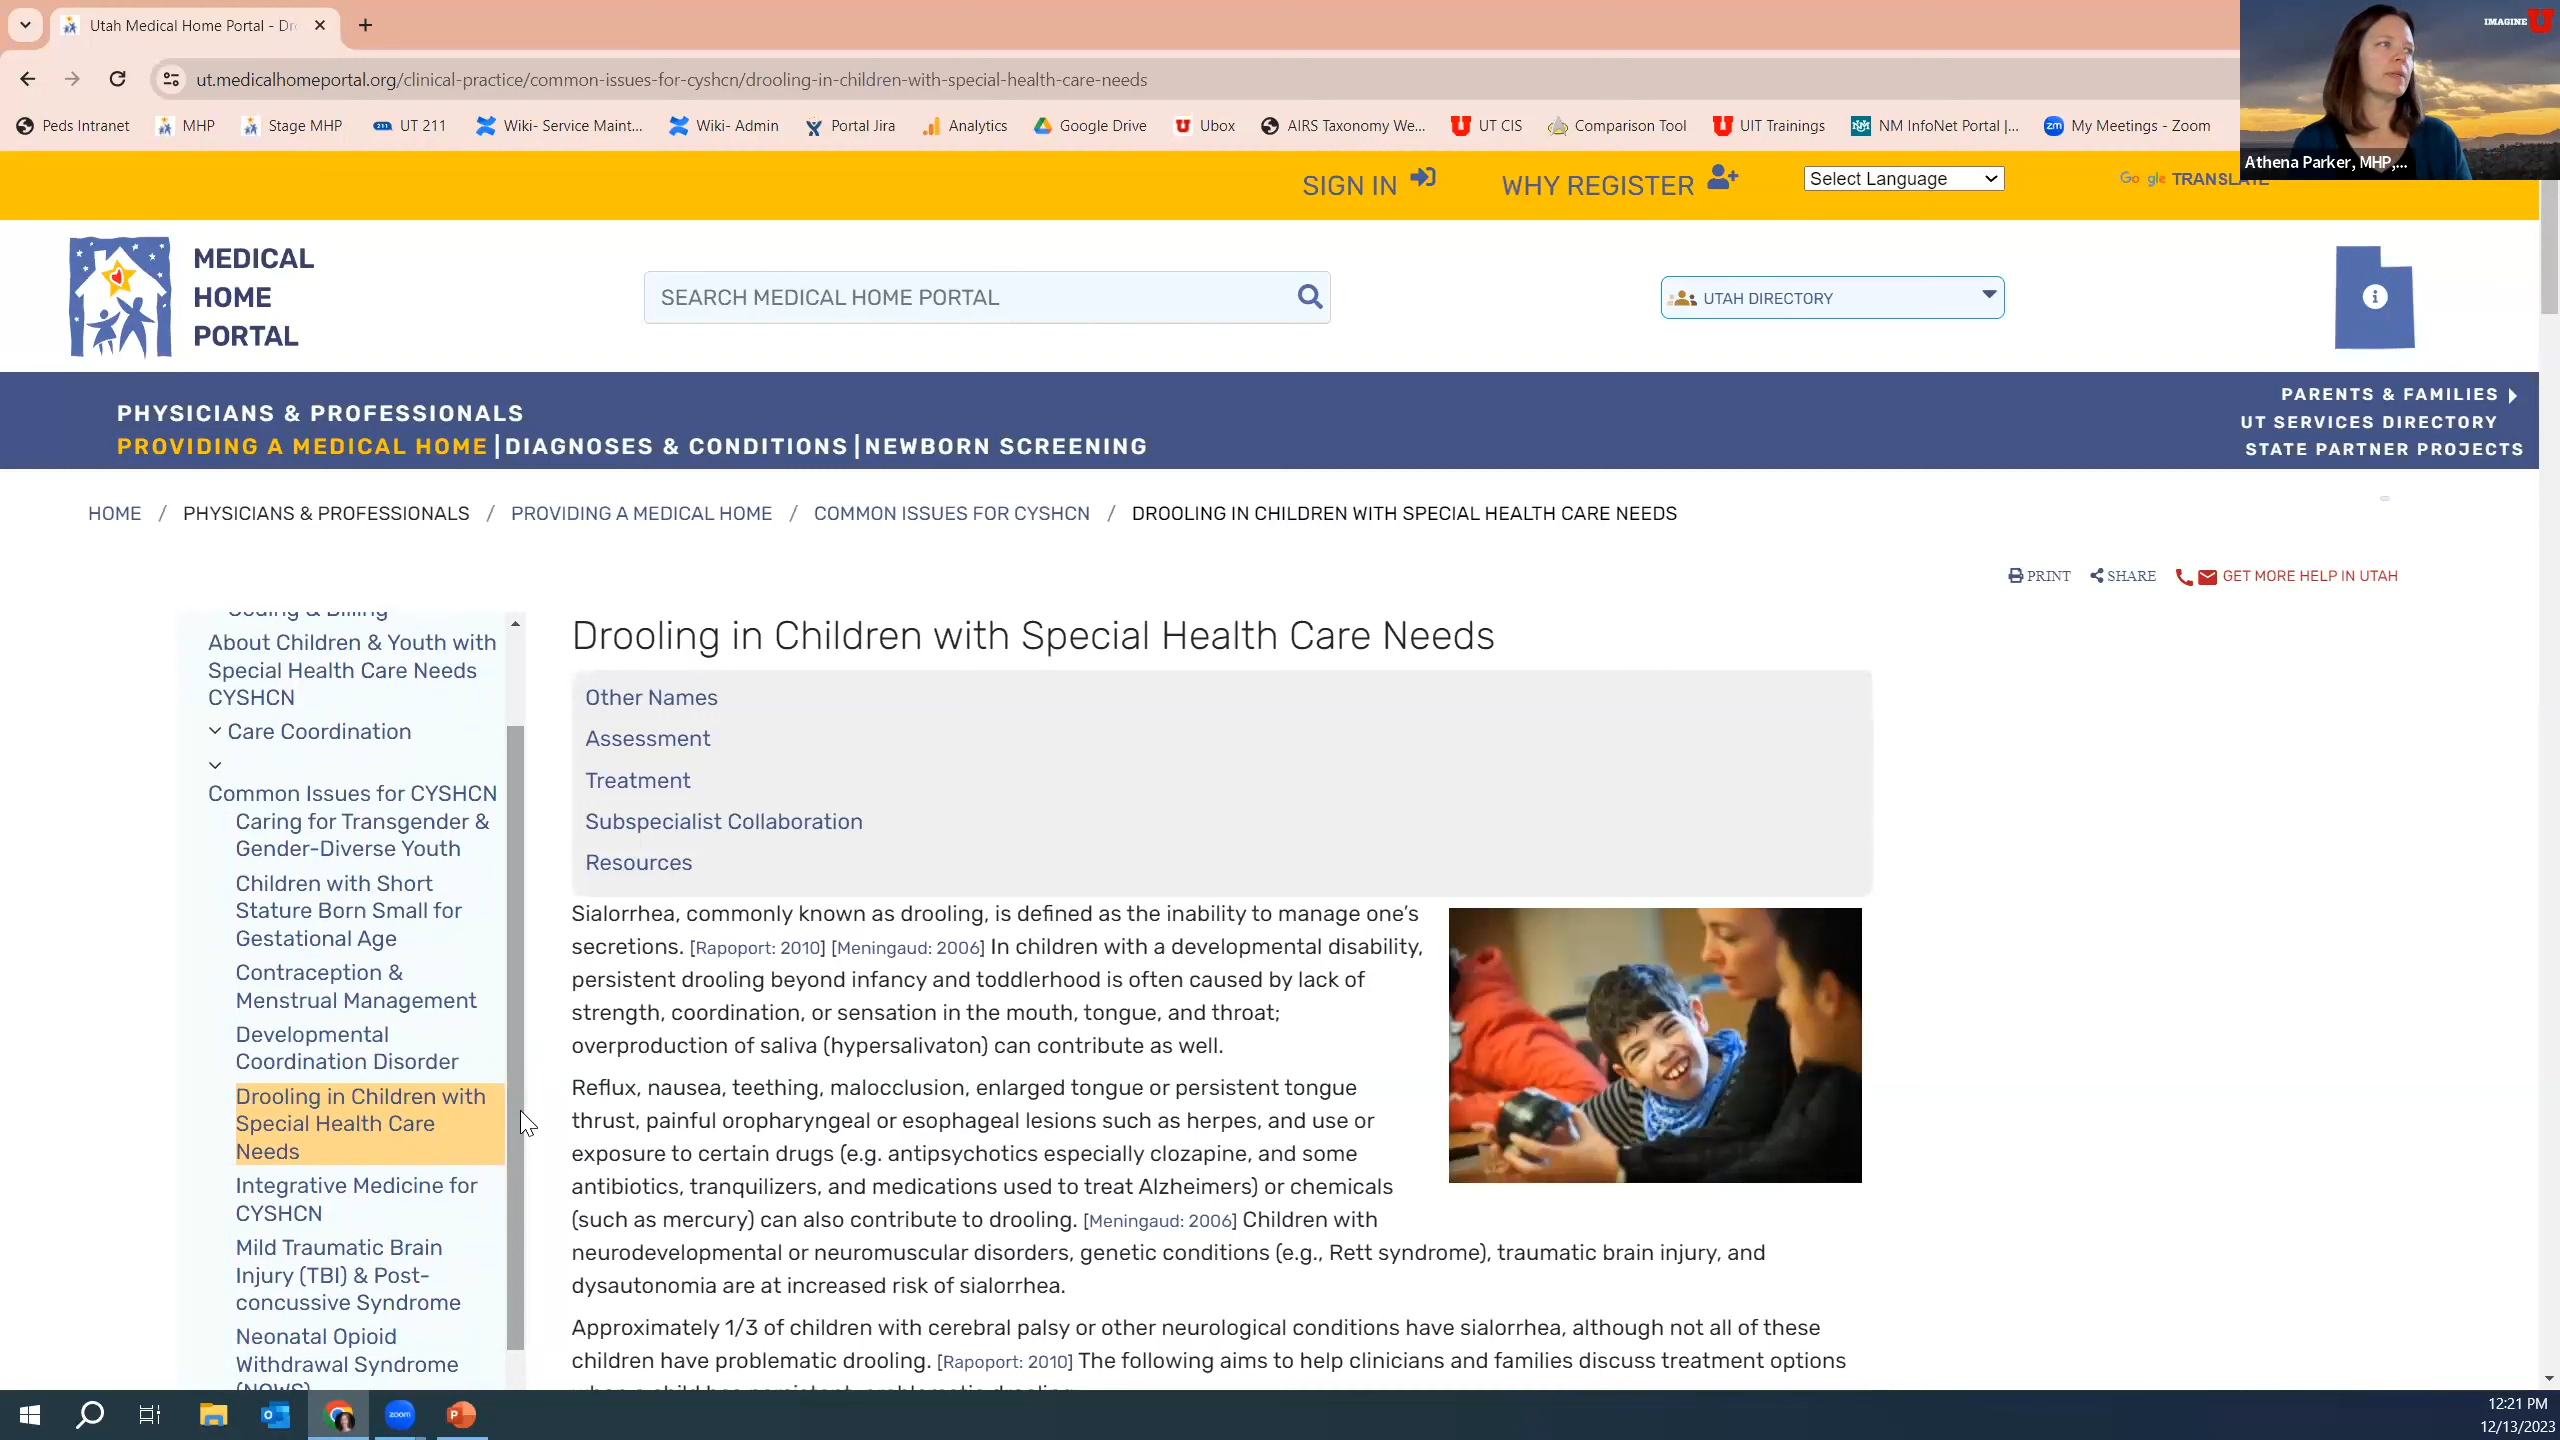 Utah Medical Home Portal - Dr
ut.medicalhomeportal.org/clinical-practice/common-issues-for-cyshcn/drooling-in-children-with-special-health-care-needs
Peds Intranet MHP Stage MHP UT 211 Wiki- Service Maint... Wiki- Admin Portal Jira Analytics Google Drive Ubox AIRS Taxonomy We... UT CIS Comparison Tool UIT Trainings NM InfoNet Portal |... My Meetings - Zoom
IMAGINE U
Athena Parker, MHP,...
SIGN IN WHY REGISTER Select Language Go gle TRANSLATE
MEDICAL
HOME
PORTAL
SEARCH MEDICAL HOME PORTAL
UTAH DIRECTORY
PHYSICIANS & PROFESSIONALS
PROVIDING A MEDICAL HOME | DIAGNOSES & CONDITIONS | NEWBORN SCREENING
PARENTS & FAMILIES
UT SERVICES DIRECTORY
STATE PARTNER PROJECTS
HOME / PHYSICIANS & PROFESSIONALS / PROVIDING A MEDICAL HOME / COMMON ISSUES FOR CYSHCN / DROOLING IN CHILDREN WITH SPECIAL HEALTH CARE NEEDS
PRINT SHARE GET MORE HELP IN UTAH
Coding & Billing
About Children & Youth with
Special Health Care Needs
CYSHCN
Care Coordination
Common Issues for CYSHCN
Caring for Transgender &
Gender-Diverse Youth
Children with Short
Stature Born Small for
Gestational Age
Contraception &
Menstrual Management
Developmental
Coordination Disorder
Drooling in Children with
Special Health Care
Needs
Integrative Medicine for
CYSHCN
Mild Traumatic Brain
Injury (TBI) & Post-
concussive Syndrome
Neonatal Opioid
Withdrawal Syndrome
(NOWS)
Drooling in Children with Special Health Care Needs
Other Names
Assessment
Treatment
Subspecialist Collaboration
Resources
Sialorrhea, commonly known as drooling, is defined as the inability to manage one's
secretions. [Rapoport: 2010] [Meningaud: 2006] In children with a developmental disability,
persistent drooling beyond infancy and toddlerhood is often caused by lack of
strength, coordination, or sensation in the mouth, tongue, and throat;
overproduction of saliva (hypersalivaton) can contribute as well.
Reflux, nausea, teething, malocclusion, enlarged tongue or persistent tongue
thrust, painful oropharyngeal or esophageal lesions such as herpes, and use or
exposure to certain drugs (e.g. antipsychotics especially clozapine, and some
antibiotics, tranquilizers, and medications used to treat Alzheimers) or chemicals
(such as mercury) can also contribute to drooling. [Meningaud: 2006] Children with
neurodevelopmental or neuromuscular disorders, genetic conditions (e.g., Rett syndrome), traumatic brain injury, and
dysautonomia are at increased risk of sialorrhea.
Approximately 1/3 of children with cerebral palsy or other neurological conditions have sialorrhea, although not all of these
children have problematic drooling. [Rapoport: 2010] The following aims to help clinicians and families discuss treatment options
zoom
12:21 PM
12/13/2023